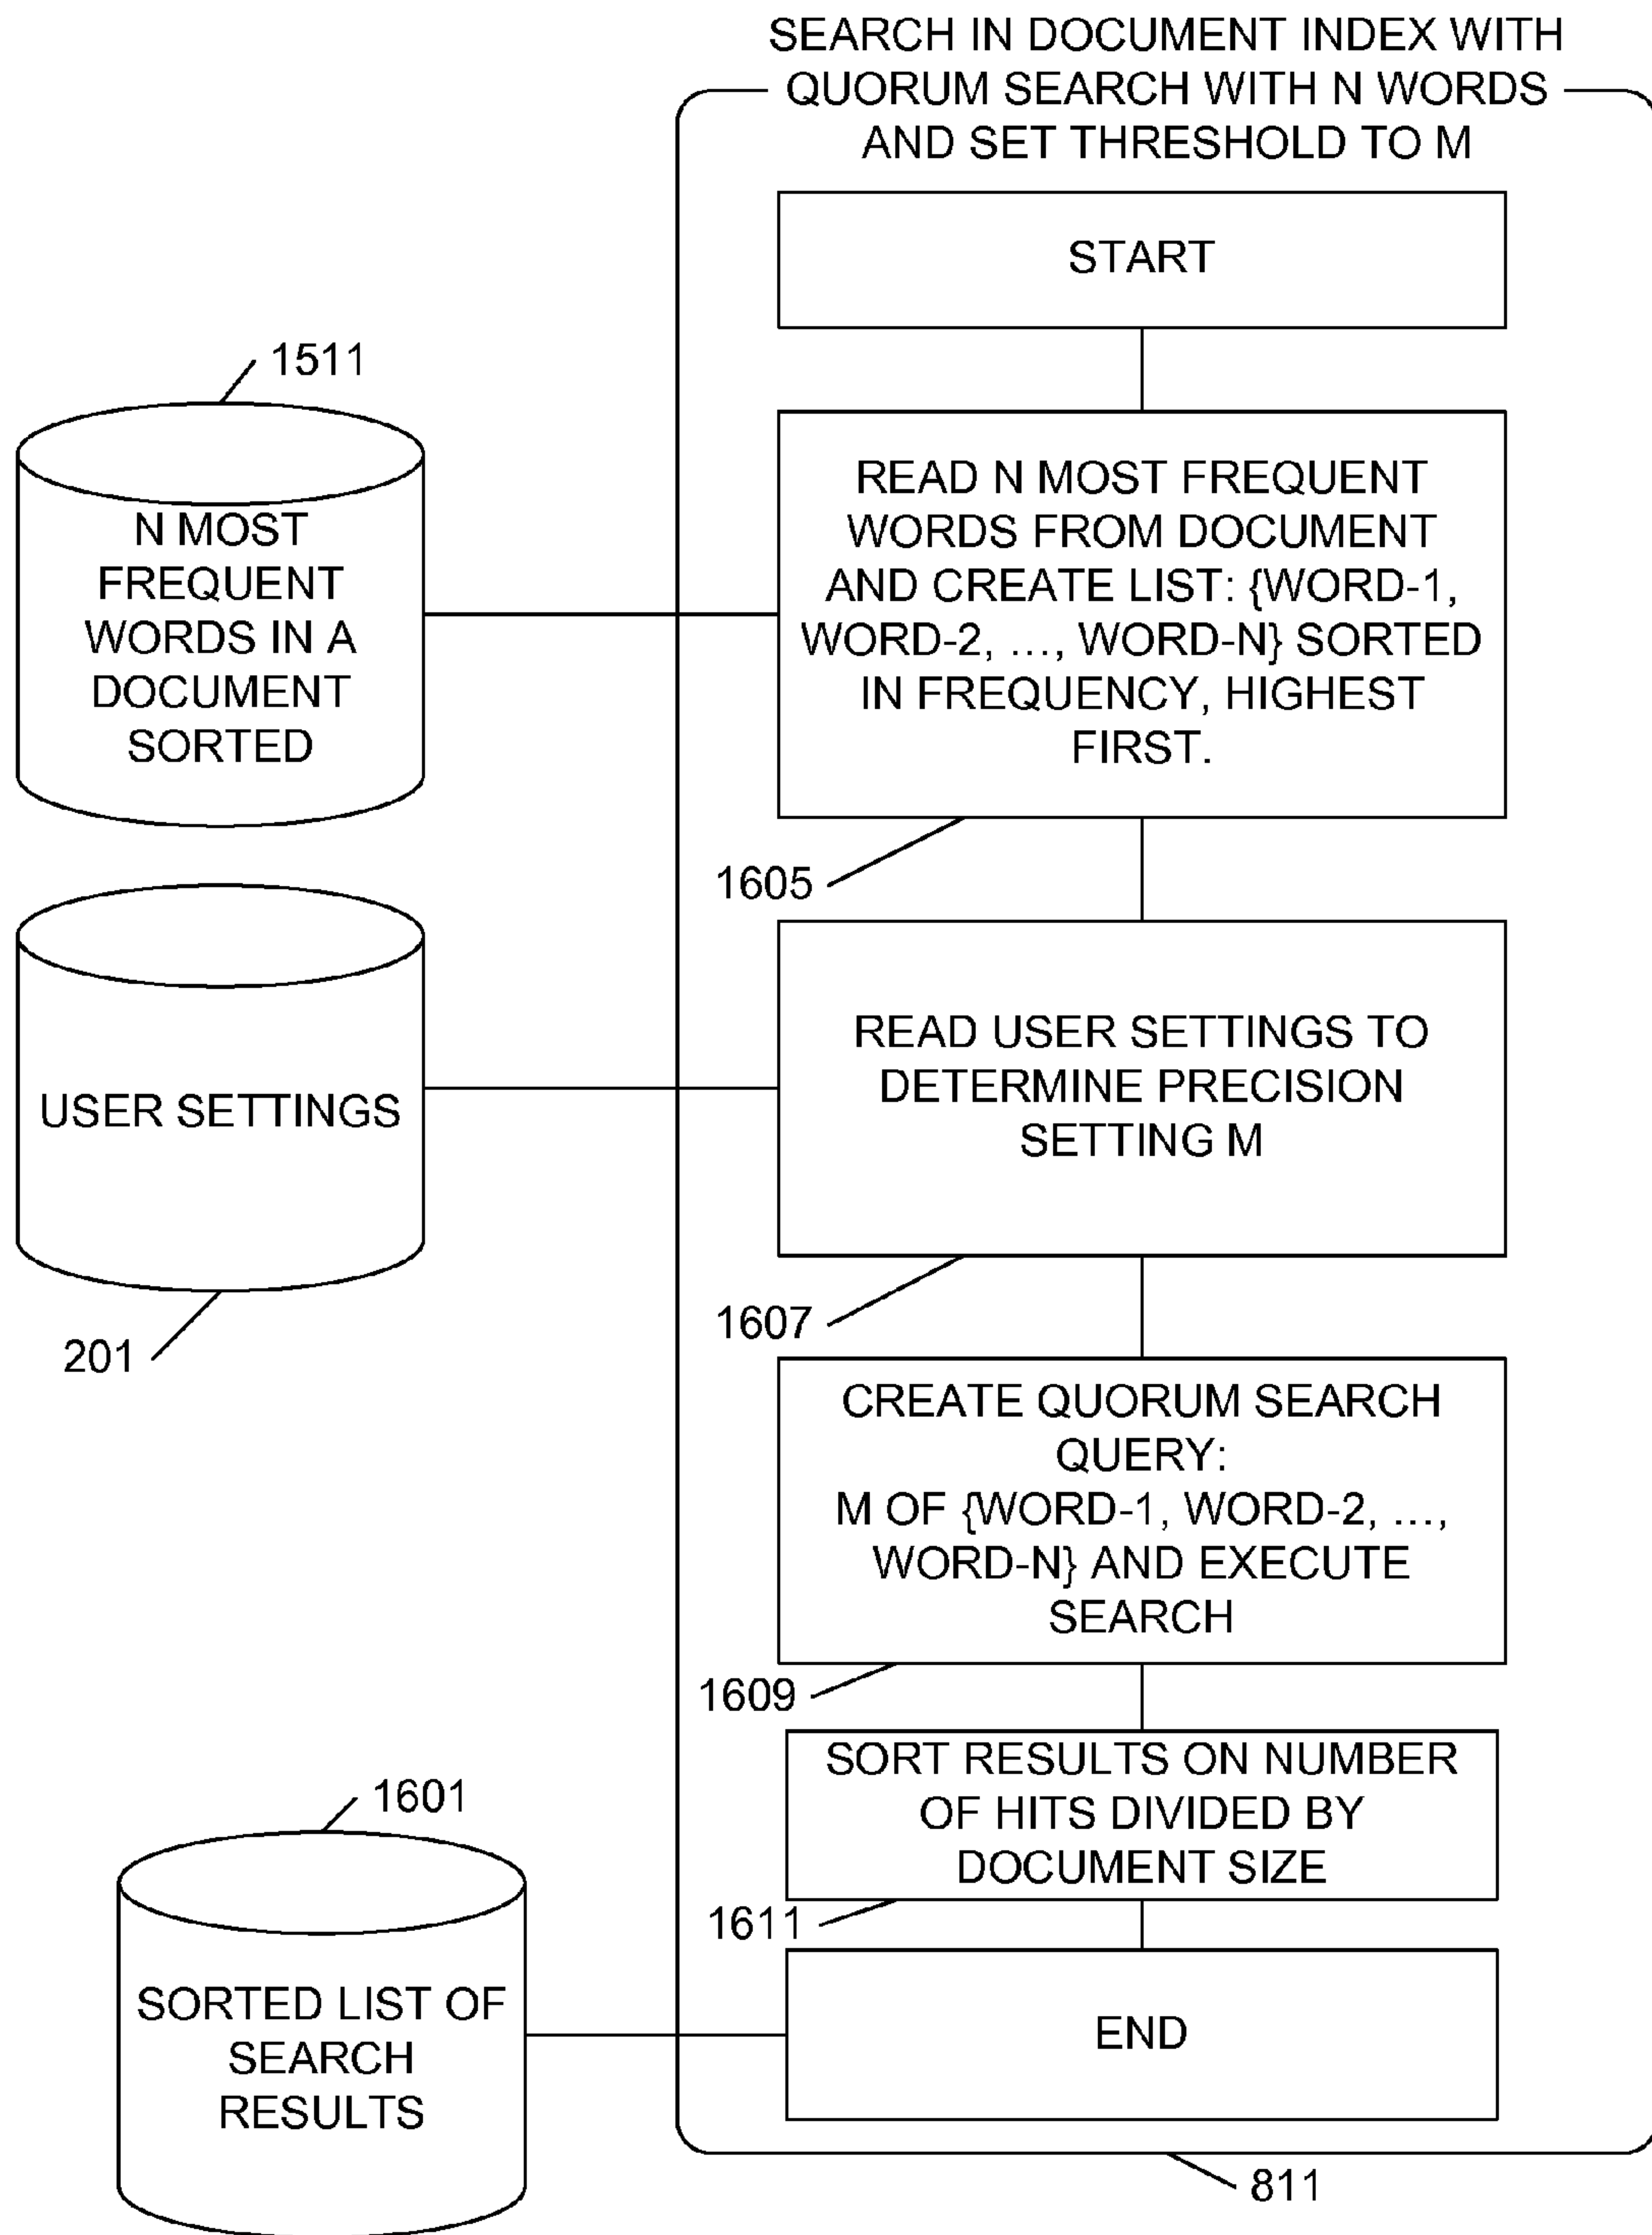 SEARCH IN DOCUMENT INDEX WITH
QUORUM SEARCH WITH N WORDS
AND SET THRESHOLD TO M
START
1511
N MOST
FREQUENT
WORDS IN A
DOCUMENT
SORTED
READ N MOST FREQUENT
WORDS FROM DOCUMENT
AND CREATE LIST: {WORD-1,
WORD-2, ..., WORD-N} SORTED
IN FREQUENCY, HIGHEST
FIRST.
1605
USER SETTINGS
201
READ USER SETTINGS TO
DETERMINE PRECISION
SETTING M
1607
CREATE QUORUM SEARCH
QUERY:
M OF {WORD-1, WORD-2, ...,
WORD-N} AND EXECUTE
SEARCH
1609
SORT RESULTS ON NUMBER
OF HITS DIVIDED BY
DOCUMENT SIZE
1611
1601
SORTED LIST OF
SEARCH
RESULTS
END
811